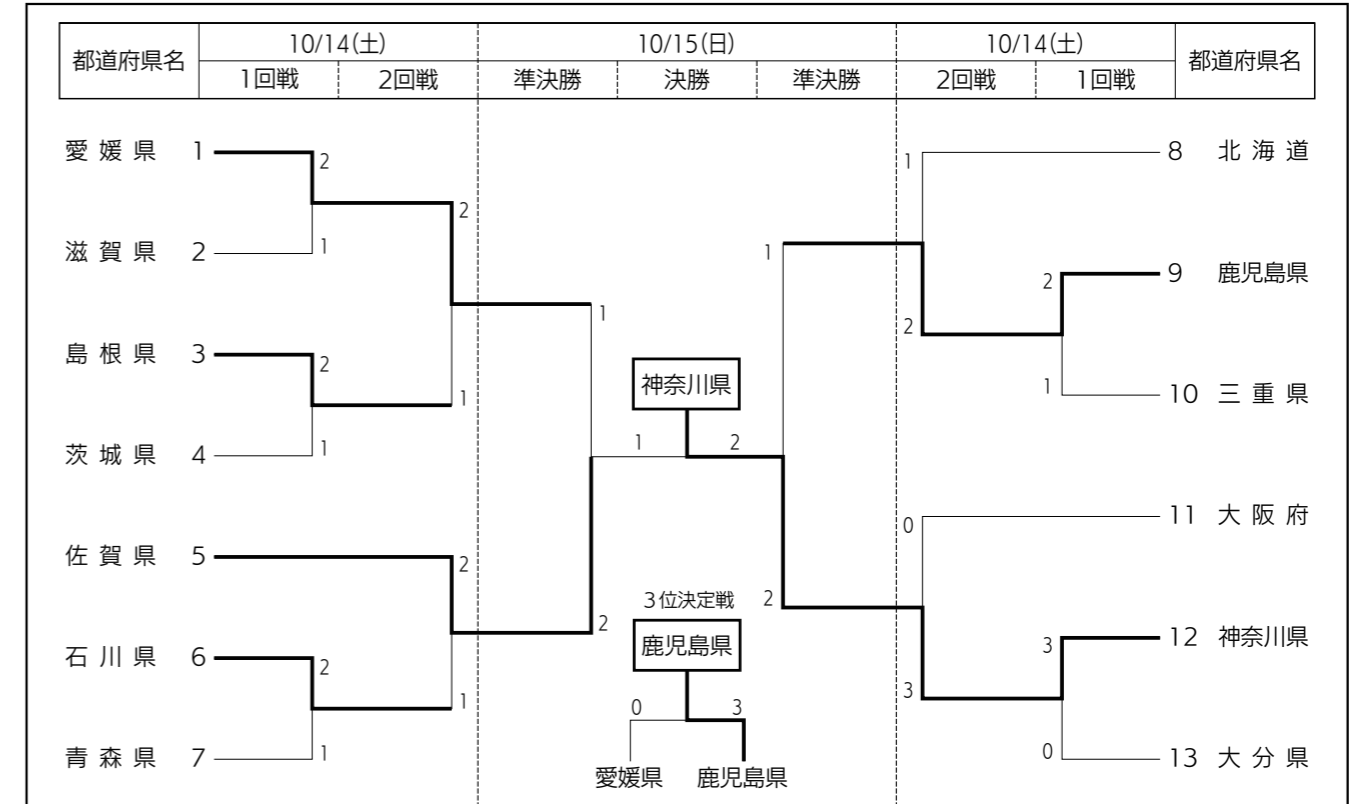 都道府県名 10/14(土) 10/15(日) 10/14(土) 都道府県名
1回戦 2回戦 準決勝 決勝 準決勝 2回戦 1回戦
愛媛県 1 2 1 8 北海道
2
滋賀県 2 1 1
2 9 鹿児島県
1
2
島根県 3 2
神奈川県
1 1 10 三重県
茨城県 4 1 1 2
0 11 大阪府
佐賀県 5 2
3位決定戦 2
2
鹿児島県 3 12 神奈川県
石川県 6 2
1 3
0 3
青森県 7 1 0 13 大分県
愛媛県 鹿児島県